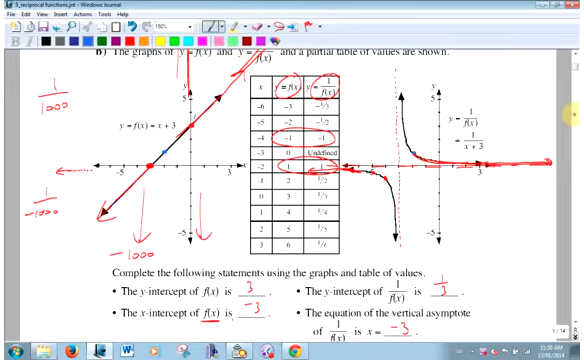 5_reciprocal functions.jnt - Windows Journal
File Edit View Insert Actions Tools Help
150%
b) The graphs of y = f(x) and y = 1/f(x) and a partial table of values are shown.
1/1000
1/-1000
-1000
y
5
y = f(x) = x + 3
-3
3
x
-5
x y = f(x) y = 1/f(x)
-6 -3 -1/3
-5 -2 -1/2
-4 -1 -1
-3 0 Undefined
-2 1 1
-1 2 1/2
0 3 1/3
1 4 1/4
2 5 1/5
3 6 1/6
y
5
y = 1/f(x)
= 1/(x + 3)
3
x
-5
Complete the following statements using the graphs and table of values.
• The y-intercept of f(x) is 3
• The y-intercept of 1/f(x) is 1/3.
• The x-intercept of f(x) is -3.
• The equation of the vertical asymptote
of 1/f(x) is x = -3.
1 / 14